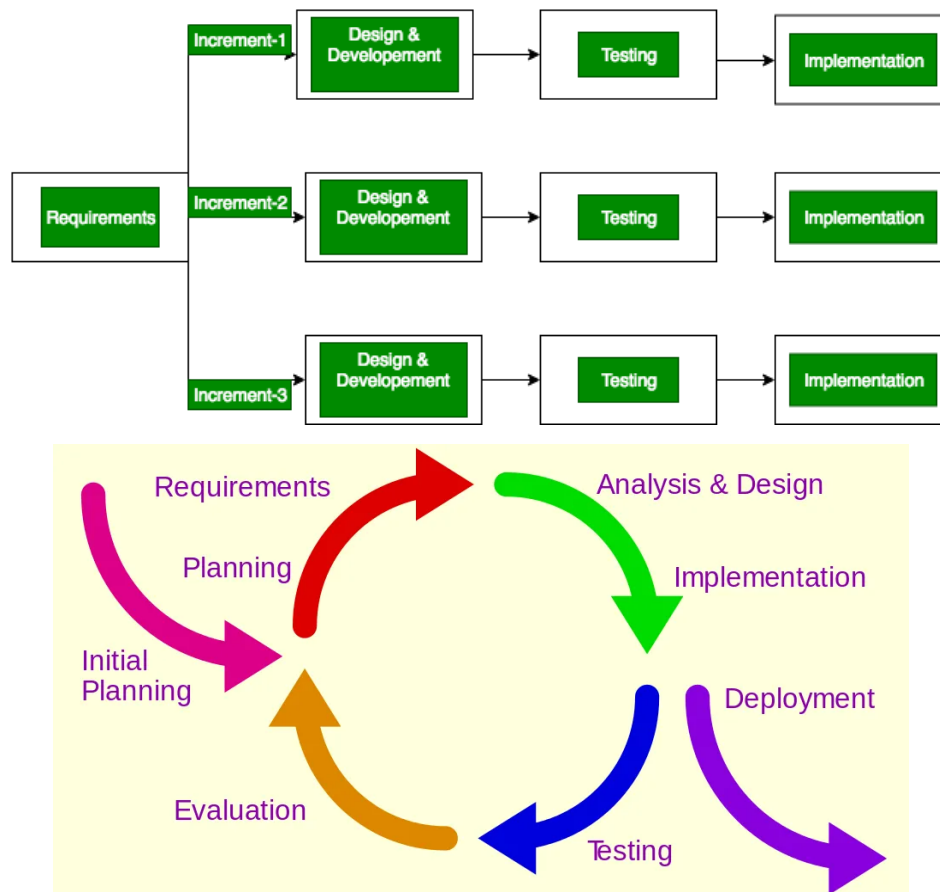 Increment-1
Design &
Developement
Testing
Implementation
Requirements
Increment-2
Design &
Developement
Testing
Implementation
Increment-3
Design &
Developement
Testing
Implementation
Requirements
Analysis & Design
Planning
Implementation
Initial
Planning
Deployment
Evaluation
Testing